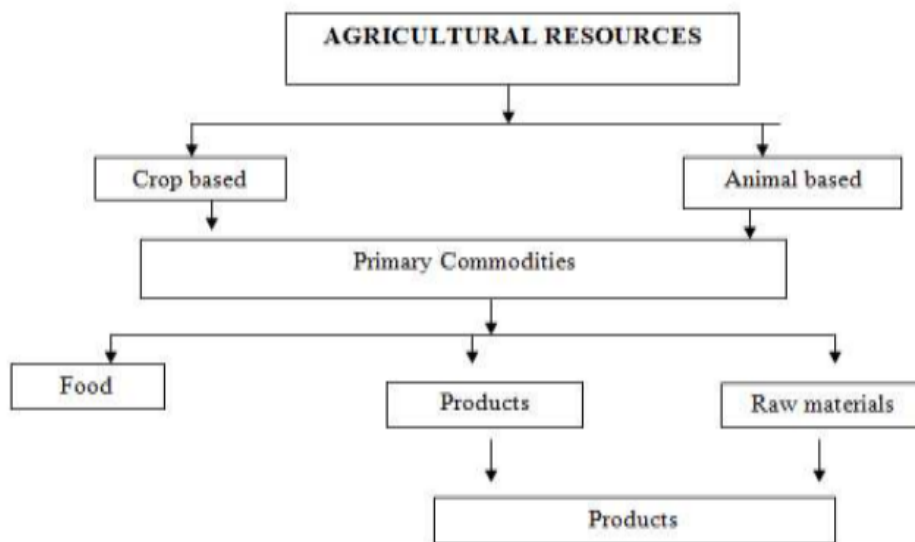 AGRICULTURAL RESOURCES
Crop based
Animal based
Primary Commodities
Food
Products
Raw materials
Products